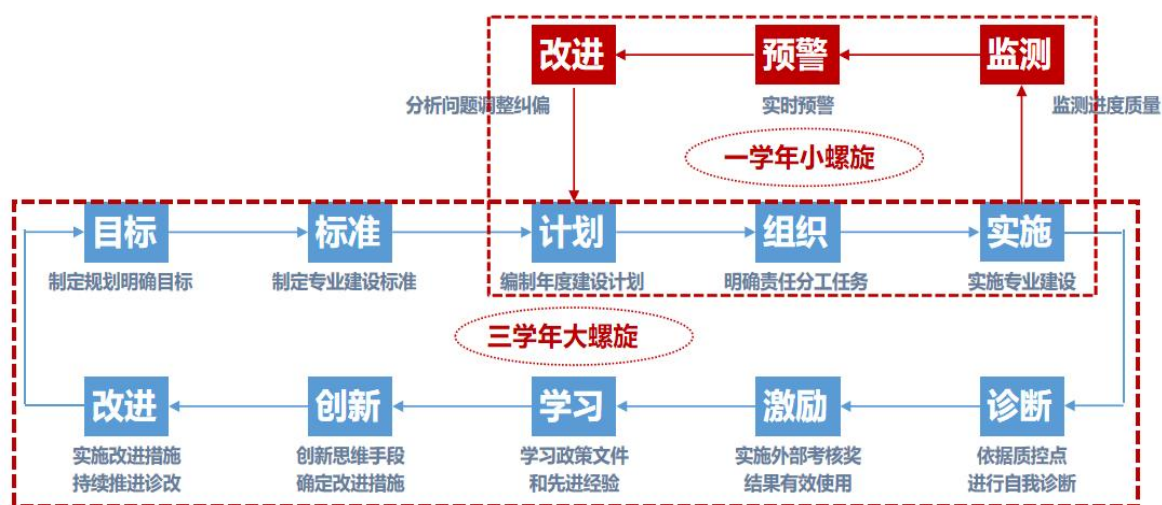 改进
预警
监测
分析问题调整纠偏
实时预警
监测进度质量
一学年小螺旋
目标
标准
计划
组织
实施
制定规划明确目标
制定专业建设标准
编制年度建设计划
明确责任分工任务
实施专业建设
三学年大螺旋
改进
创新
学习
激励
诊断
实施改进措施
持续推进诊改
创新思维手段
确定改进措施
学习政策文件
和先进经验
实施外部考核奖
结果有效使用
依据质控点
进行自我诊断